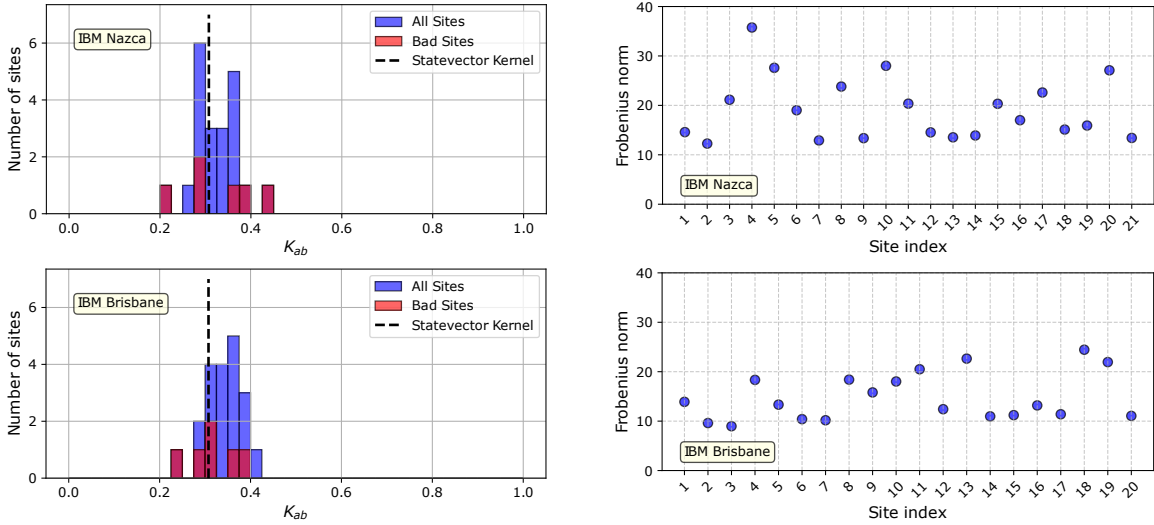 IBM Nazca
All Sites
Bad Sites
Statevector Kernel
Number of sites
6
4
2
0
0.0 0.2 0.4 0.6 0.8 1.0
K_ab
40
30
20
10
0
Frobenius norm
IBM Nazca
1 2 3 4 5 6 7 8 9 10 11 12 13 14 15 16 17 18 19 20 21
Site index
IBM Brisbane
All Sites
Bad Sites
Statevector Kernel
Number of sites
6
4
2
0
0.0 0.2 0.4 0.6 0.8 1.0
K_ab
40
30
20
10
0
Frobenius norm
IBM Brisbane
1 2 3 4 5 6 7 8 9 10 11 12 13 14 15 16 17 18 19 20
Site index